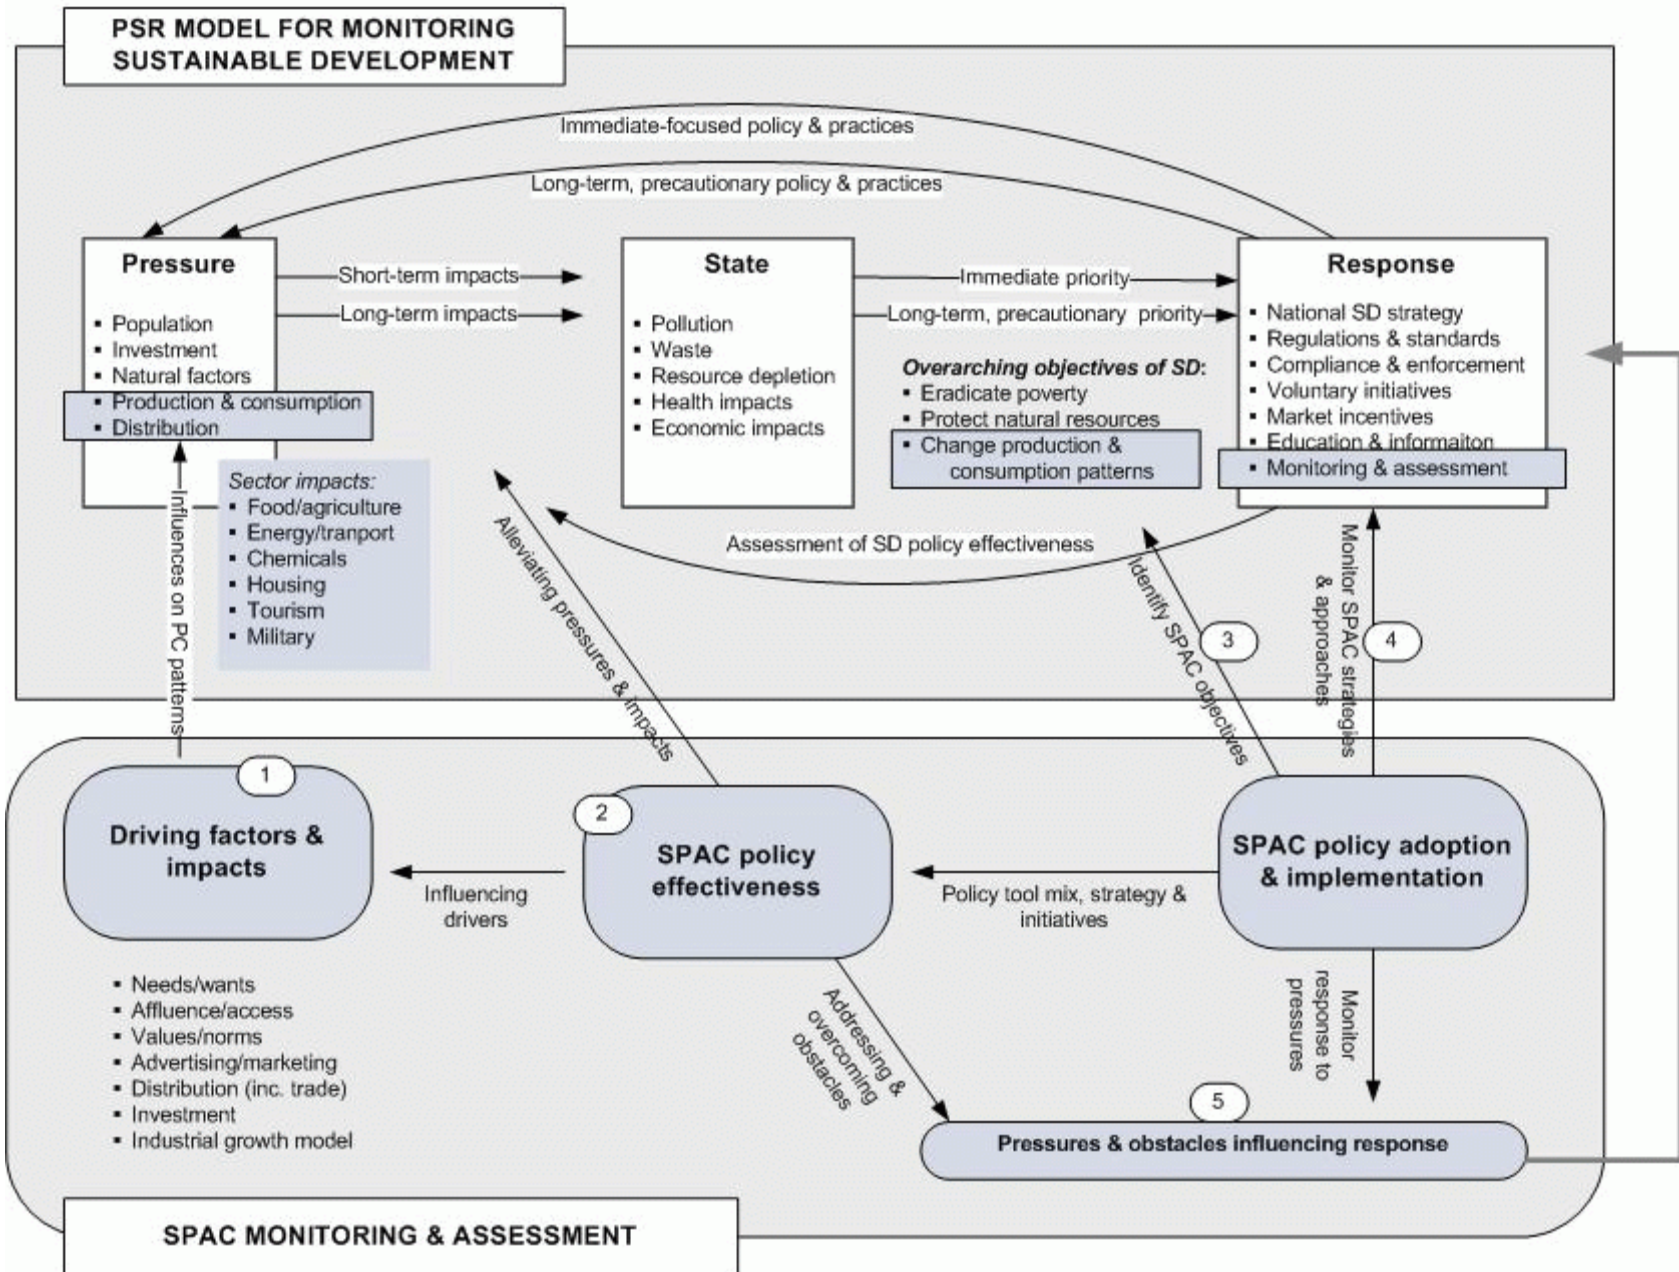 PSR MODEL FOR MONITORING
SUSTAINABLE DEVELOPMENT
Immediate-focused policy & practices
Long-term, precautionary policy & practices
Pressure
▪ Population
▪ Investment
▪ Natural factors
▪ Production & consumption
▪ Distribution
Short-term impacts
Long-term impacts
State
▪ Pollution
▪ Waste
▪ Resource depletion
▪ Health impacts
▪ Economic impacts
Immediate priority
Long-term, precautionary priority
Overarching objectives of SD:
▪ Eradicate poverty
▪ Protect natural resources
▪ Change production &
consumption patterns
Response
▪ National SD strategy
▪ Regulations & standards
▪ Compliance & enforcement
▪ Voluntary initiatives
▪ Market incentives
▪ Education & informaiton
▪ Monitoring & assessment
Sector impacts:
▪ Food/agriculture
▪ Energy/tranport
▪ Chemicals
▪ Housing
▪ Tourism
▪ Military
Influences on PC patterns
Alleviating pressures & impacts
Assessment of SD policy effectiveness
Identify SPAC objectives
3
Monitor SPAC strategies
& approaches
4
1
Driving factors &
impacts
2
SPAC policy
effectiveness
SPAC policy adoption
& implementation
Influencing
drivers
Policy tool mix, strategy &
initiatives
▪ Needs/wants
▪ Affluence/access
▪ Values/norms
▪ Advertising/marketing
▪ Distribution (inc. trade)
▪ Investment
▪ Industrial growth model
Addressing &
overcoming
obstacles
Monitor
response to
pressures
5
Pressures & obstacles influencing response
SPAC MONITORING & ASSESSMENT